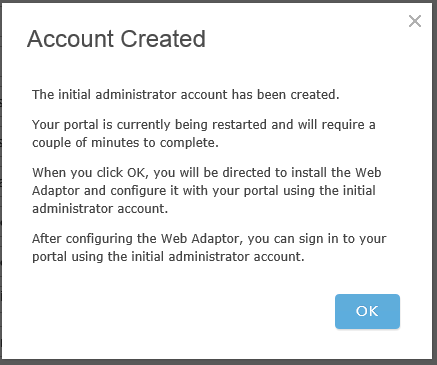 Account Created
The initial administrator account has been created.
Your portal is currently being restarted and will require a
couple of minutes to complete.
When you click OK, you will be directed to install the Web
Adaptor and configure it with your portal using the initial
administrator account.
After configuring the Web Adaptor, you can sign in to your
portal using the initial administrator account.
OK